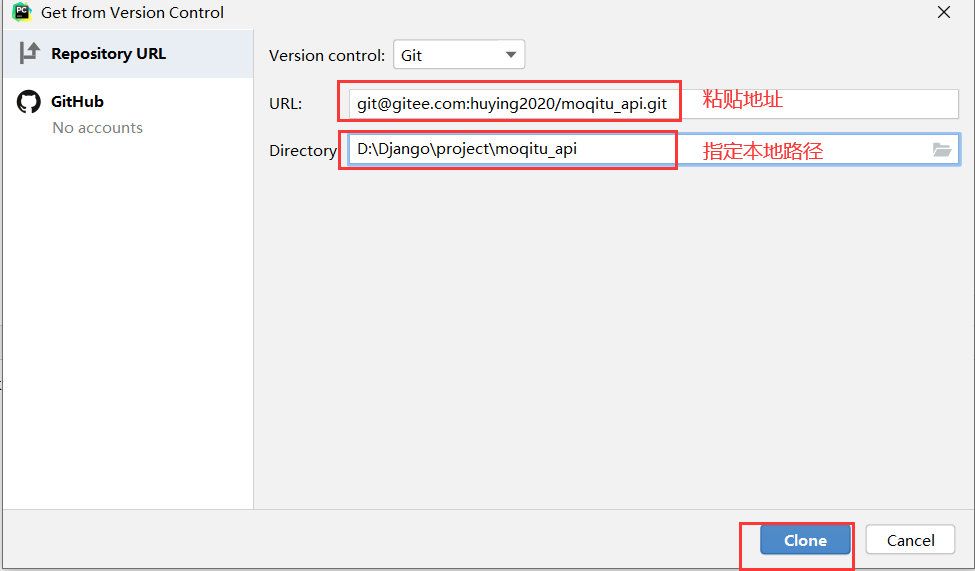 Get from Version Control
Repository URL
GitHub
No accounts
Version control: Git
URL: git@gitee.com:huying2020/moqitu_api.git 粘贴地址
Directory D:\Django\project\moqitu_api 指定本地路径
Clone Cancel